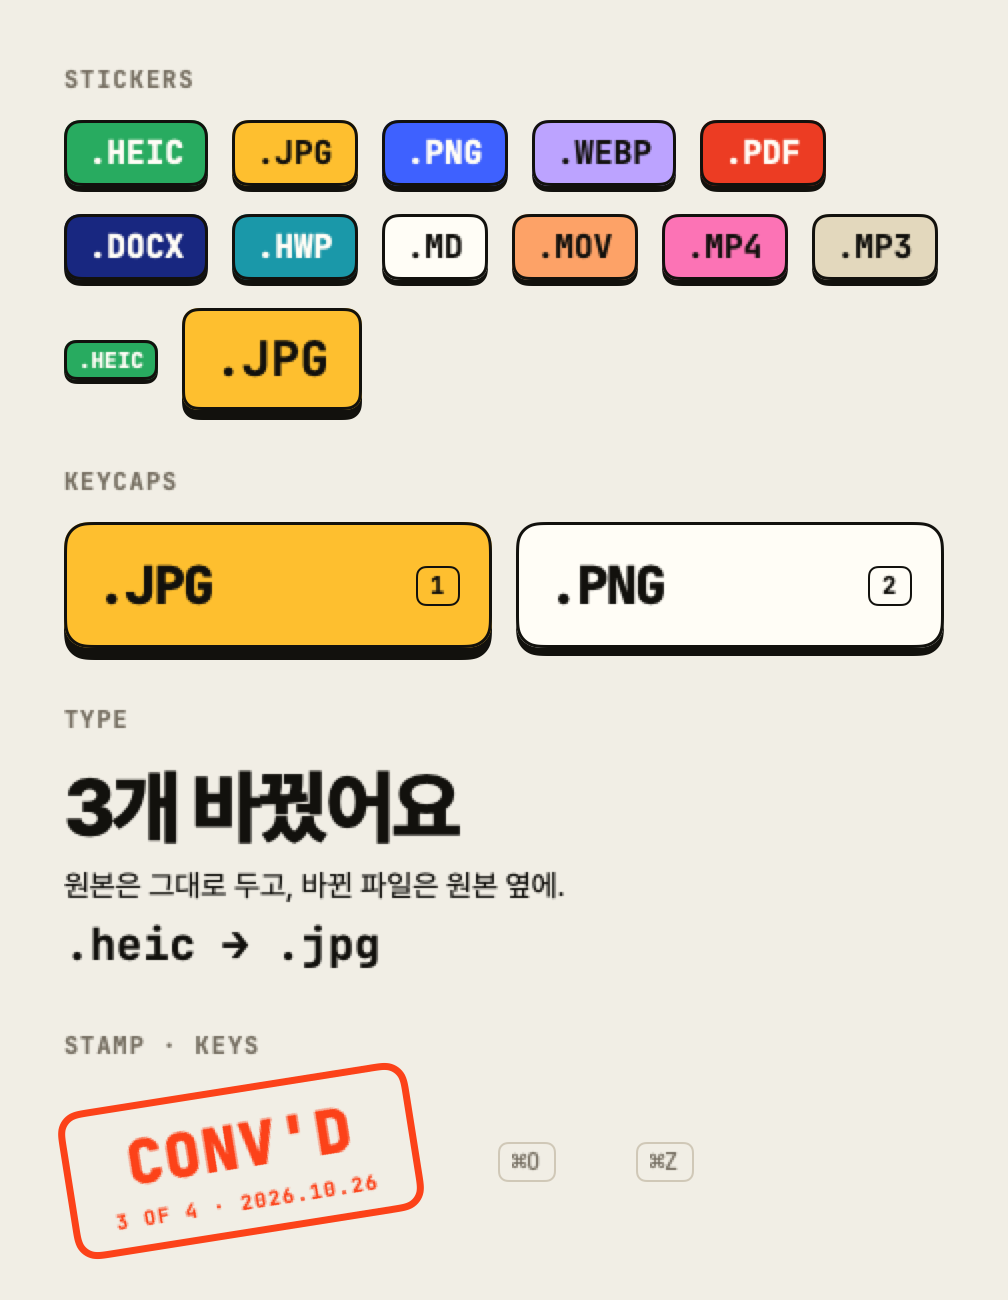 STICKERS
.HEIC .JPG .PNG .WEBP .PDF
.DOCX .HWP .MD .MOV .MP4 .MP3
.HEIC .JPG
KEYCAPS
.JPG 1 .PNG 2
TYPE
3개 바꿨어요
원본은 그대로 두고, 바뀐 파일은 원본 옆에.
.heic → .jpg
STAMP · KEYS
CONV'D
3 OF 4 · 2026.10.26
⌘O ⌘Z